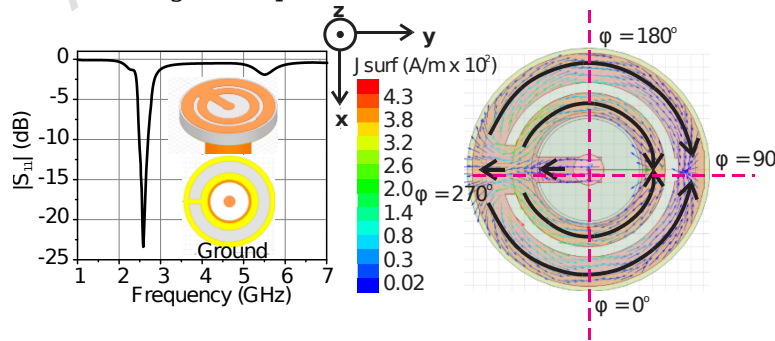 z
y
x
0
-5
-10
-15
-20
-25
|S₁₁| (dB)
Ground
1 2 3 4 5 6 7
Frequency (GHz)
J surf (A/m x 10²)
4.3
3.8
3.2
2.6
2.0
1.4
0.8
0.3
0.02
φ = 180°
φ = 90
φ = 270°
φ = 0°